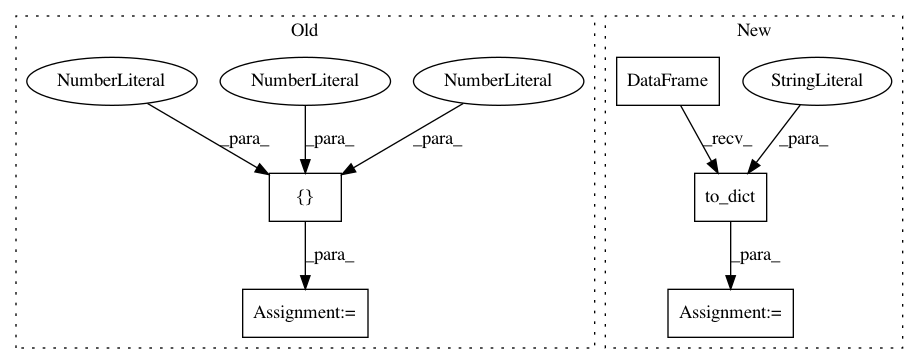 Old
New
NumberLiteral NumberLiteral NumberLiteral
DataFrame StringLiteral
_para_ _para_ _para_
_recv_ _para_
{}
to_dict
_para_
_para_
Assignment:=
Assignment:=